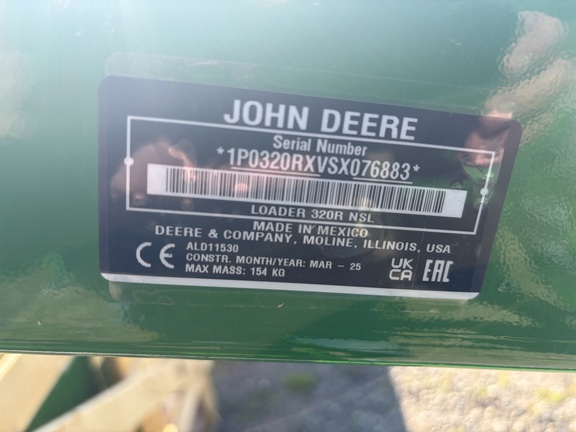 JOHN DEERE
Serial Number
*1P0320RXVSX076883*
LOADER 320R NSL
MADE IN MEXICO
DEERE & COMPANY, MOLINE, ILLINOIS, USA
CE ALD11530
CONSTR. MONTH/YEAR: MAR - 25
MAX MASS: 154 KG
UK
CA EAC